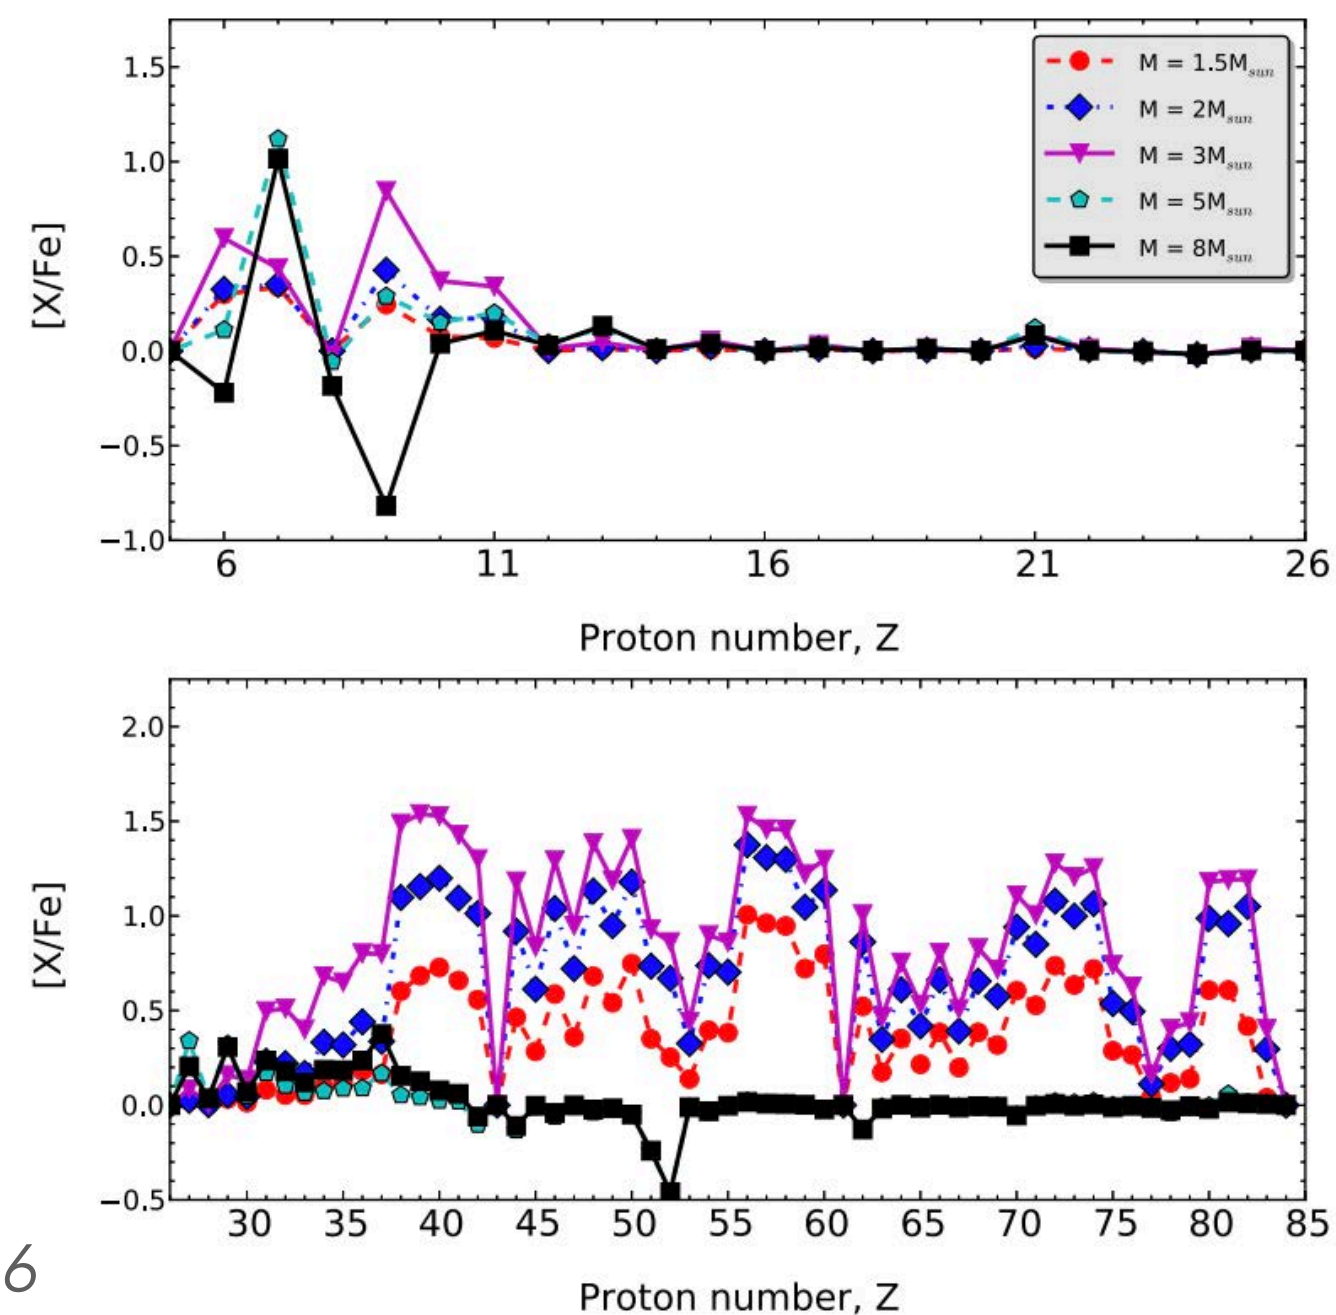 1.5
1.0
0.5
0.0
−0.5
−1.0
[X/Fe]
M = 1.5M_sun
M = 2M_sun
M = 3M_sun
M = 5M_sun
M = 8M_sun
6 11 16 21 26
Proton number, Z
2.0
1.5
1.0
0.5
0.0
−0.5
[X/Fe]
30 35 40 45 50 55 60 65 70 75 80 85
Proton number, Z
6